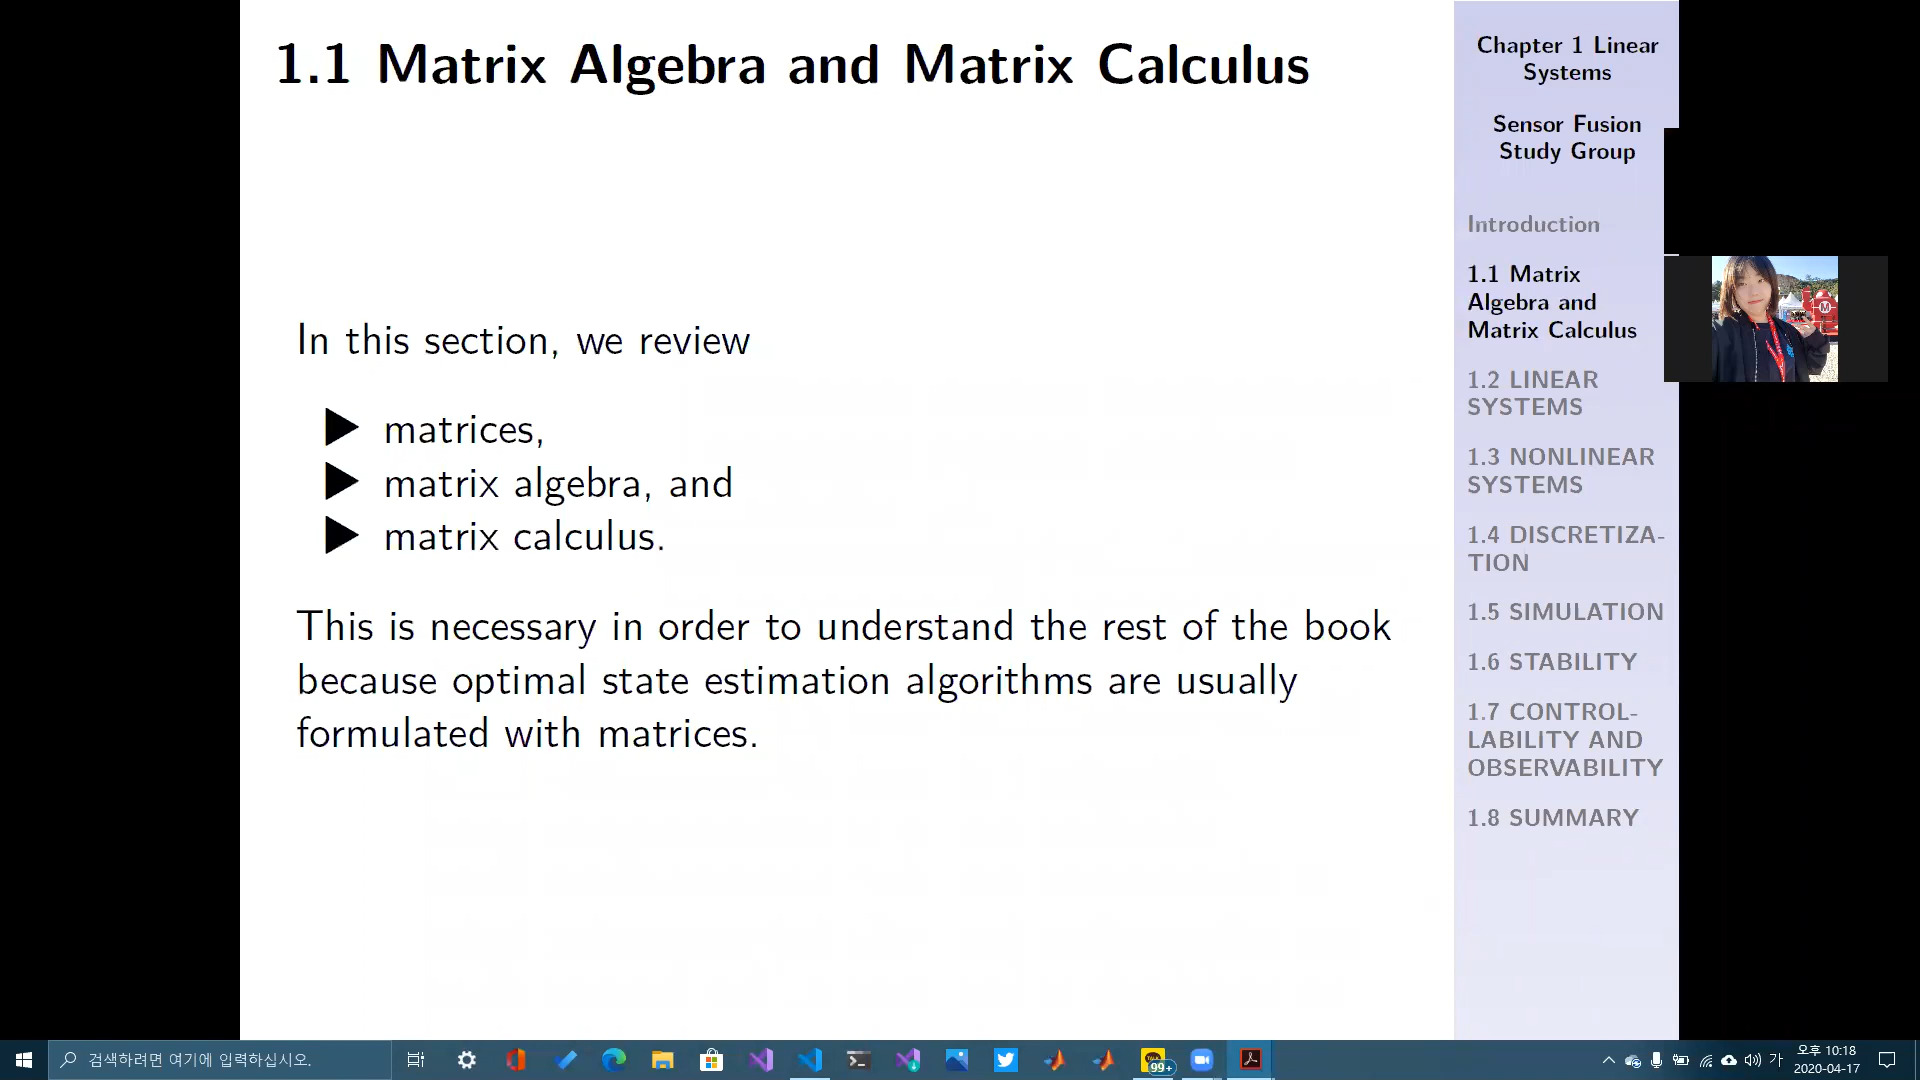 1.1 Matrix Algebra and Matrix Calculus
In this section, we review
matrices,
matrix algebra, and
matrix calculus.
This is necessary in order to understand the rest of the book
because optimal state estimation algorithms are usually
formulated with matrices.
Chapter 1 Linear
Systems
Sensor Fusion
Study Group
Introduction
1.1 Matrix
Algebra and
Matrix Calculus
1.2 LINEAR
SYSTEMS
1.3 NONLINEAR
SYSTEMS
1.4 DISCRETIZA-
TION
1.5 SIMULATION
1.6 STABILITY
1.7 CONTROL-
LABILITY AND
OBSERVABILITY
1.8 SUMMARY
M
검색하려면 여기에 입력하십시오.
TALK
99+
가
오후 10:18
2020-04-17